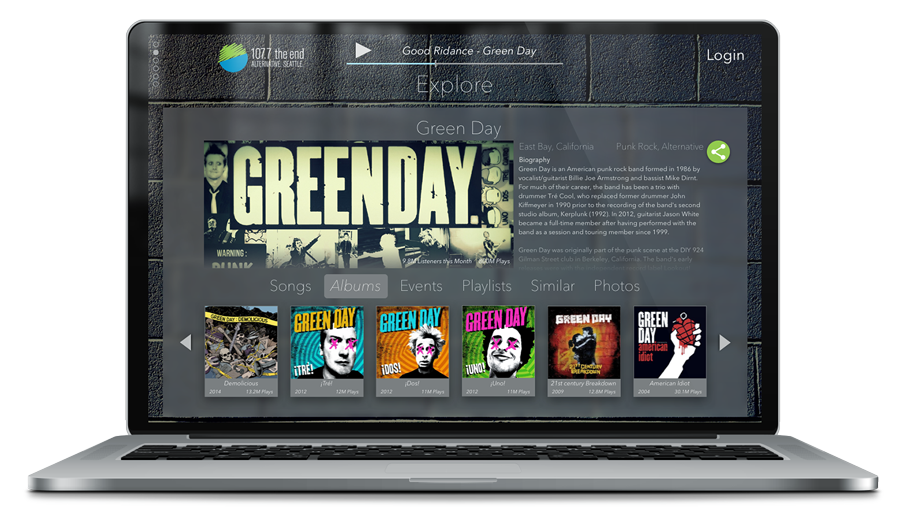 107.7 the end
ALTERNATIVE SEATTLE
Good Ridance - Green Day
Login
Explore
Green Day
GREENDAY.
WARNING:
PUNK
9.8M Listeners this Month
Plays
East Bay, California
Punk Rock, Alternative
Biography
Green Day is an American punk rock band formed in 1986 by
vocalist/guitarist Billie Joe Armstrong and bassist Mike Dirnt.
For much of their career, the band has been a trio with
drummer Tré Cool, who replaced former drummer John
Kiffmeyer in 1990 prior to the recording of the band's second
studio album, Kerplunk (1992). In 2012, guitarist Jason White
became a full-time member after having performed with the
band as a session and touring member since 1999.
Green Day was originally part of the punk scene at the DIY 924
Gilman Street club in Berkeley, California. The band's early
Songs
Albums
Events
Playlists
Similar
Photos
GREEN DAY : DEMOLICIOUS
Demolicious
2014
13.2M Plays
GREEN DAY
¡TRÉ!
¡Tré!
2012
12M Plays
GREEN DAY
¡DOS!
¡Dos!
2012
11M Plays
GREEN DAY
¡UNO!
¡Uno!
2012
11M Plays
GREEN DAY
21ST CENTURY
BREAKDOWN
21st century Breakdown
2009
12.8M Plays
GREEN
DAY
american
idiot
American Idiot
2004
30.1M Plays